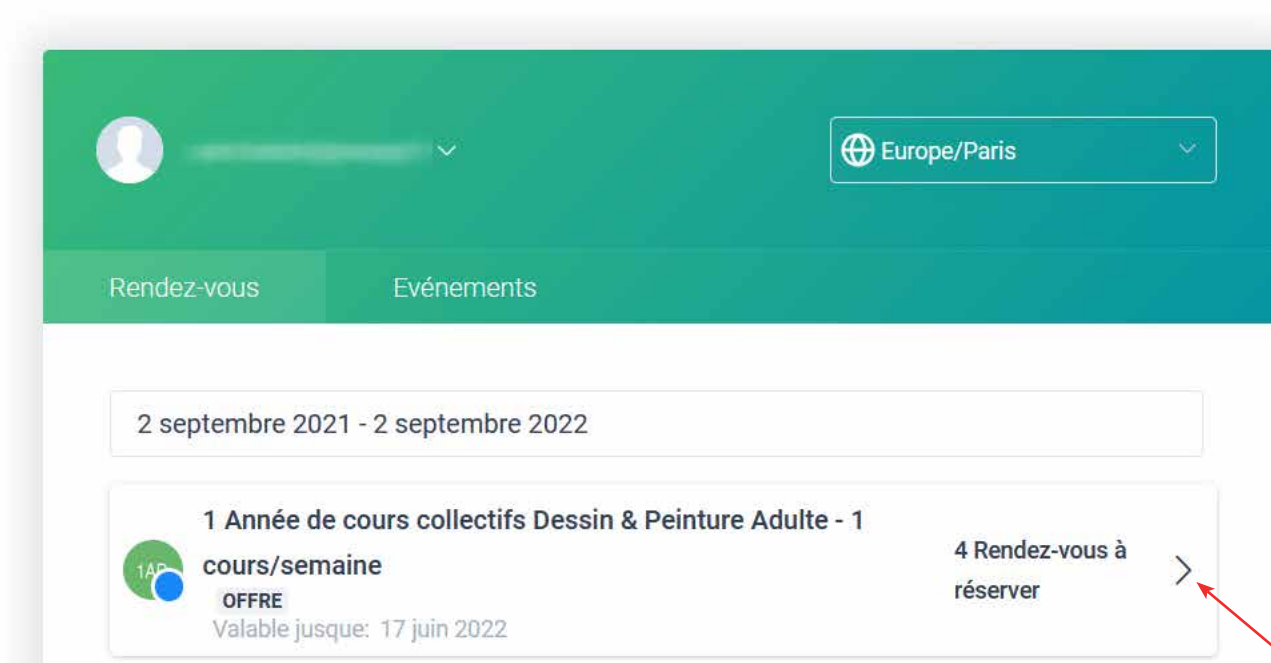 Europe/Paris
Rendez-vous
Evénements
2 septembre 2021 - 2 septembre 2022
1 Année de cours collectifs Dessin & Peinture Adulte - 1
cours/semaine
4 Rendez-vous à
réserver
OFFRE
Valable jusque: 17 juin 2022